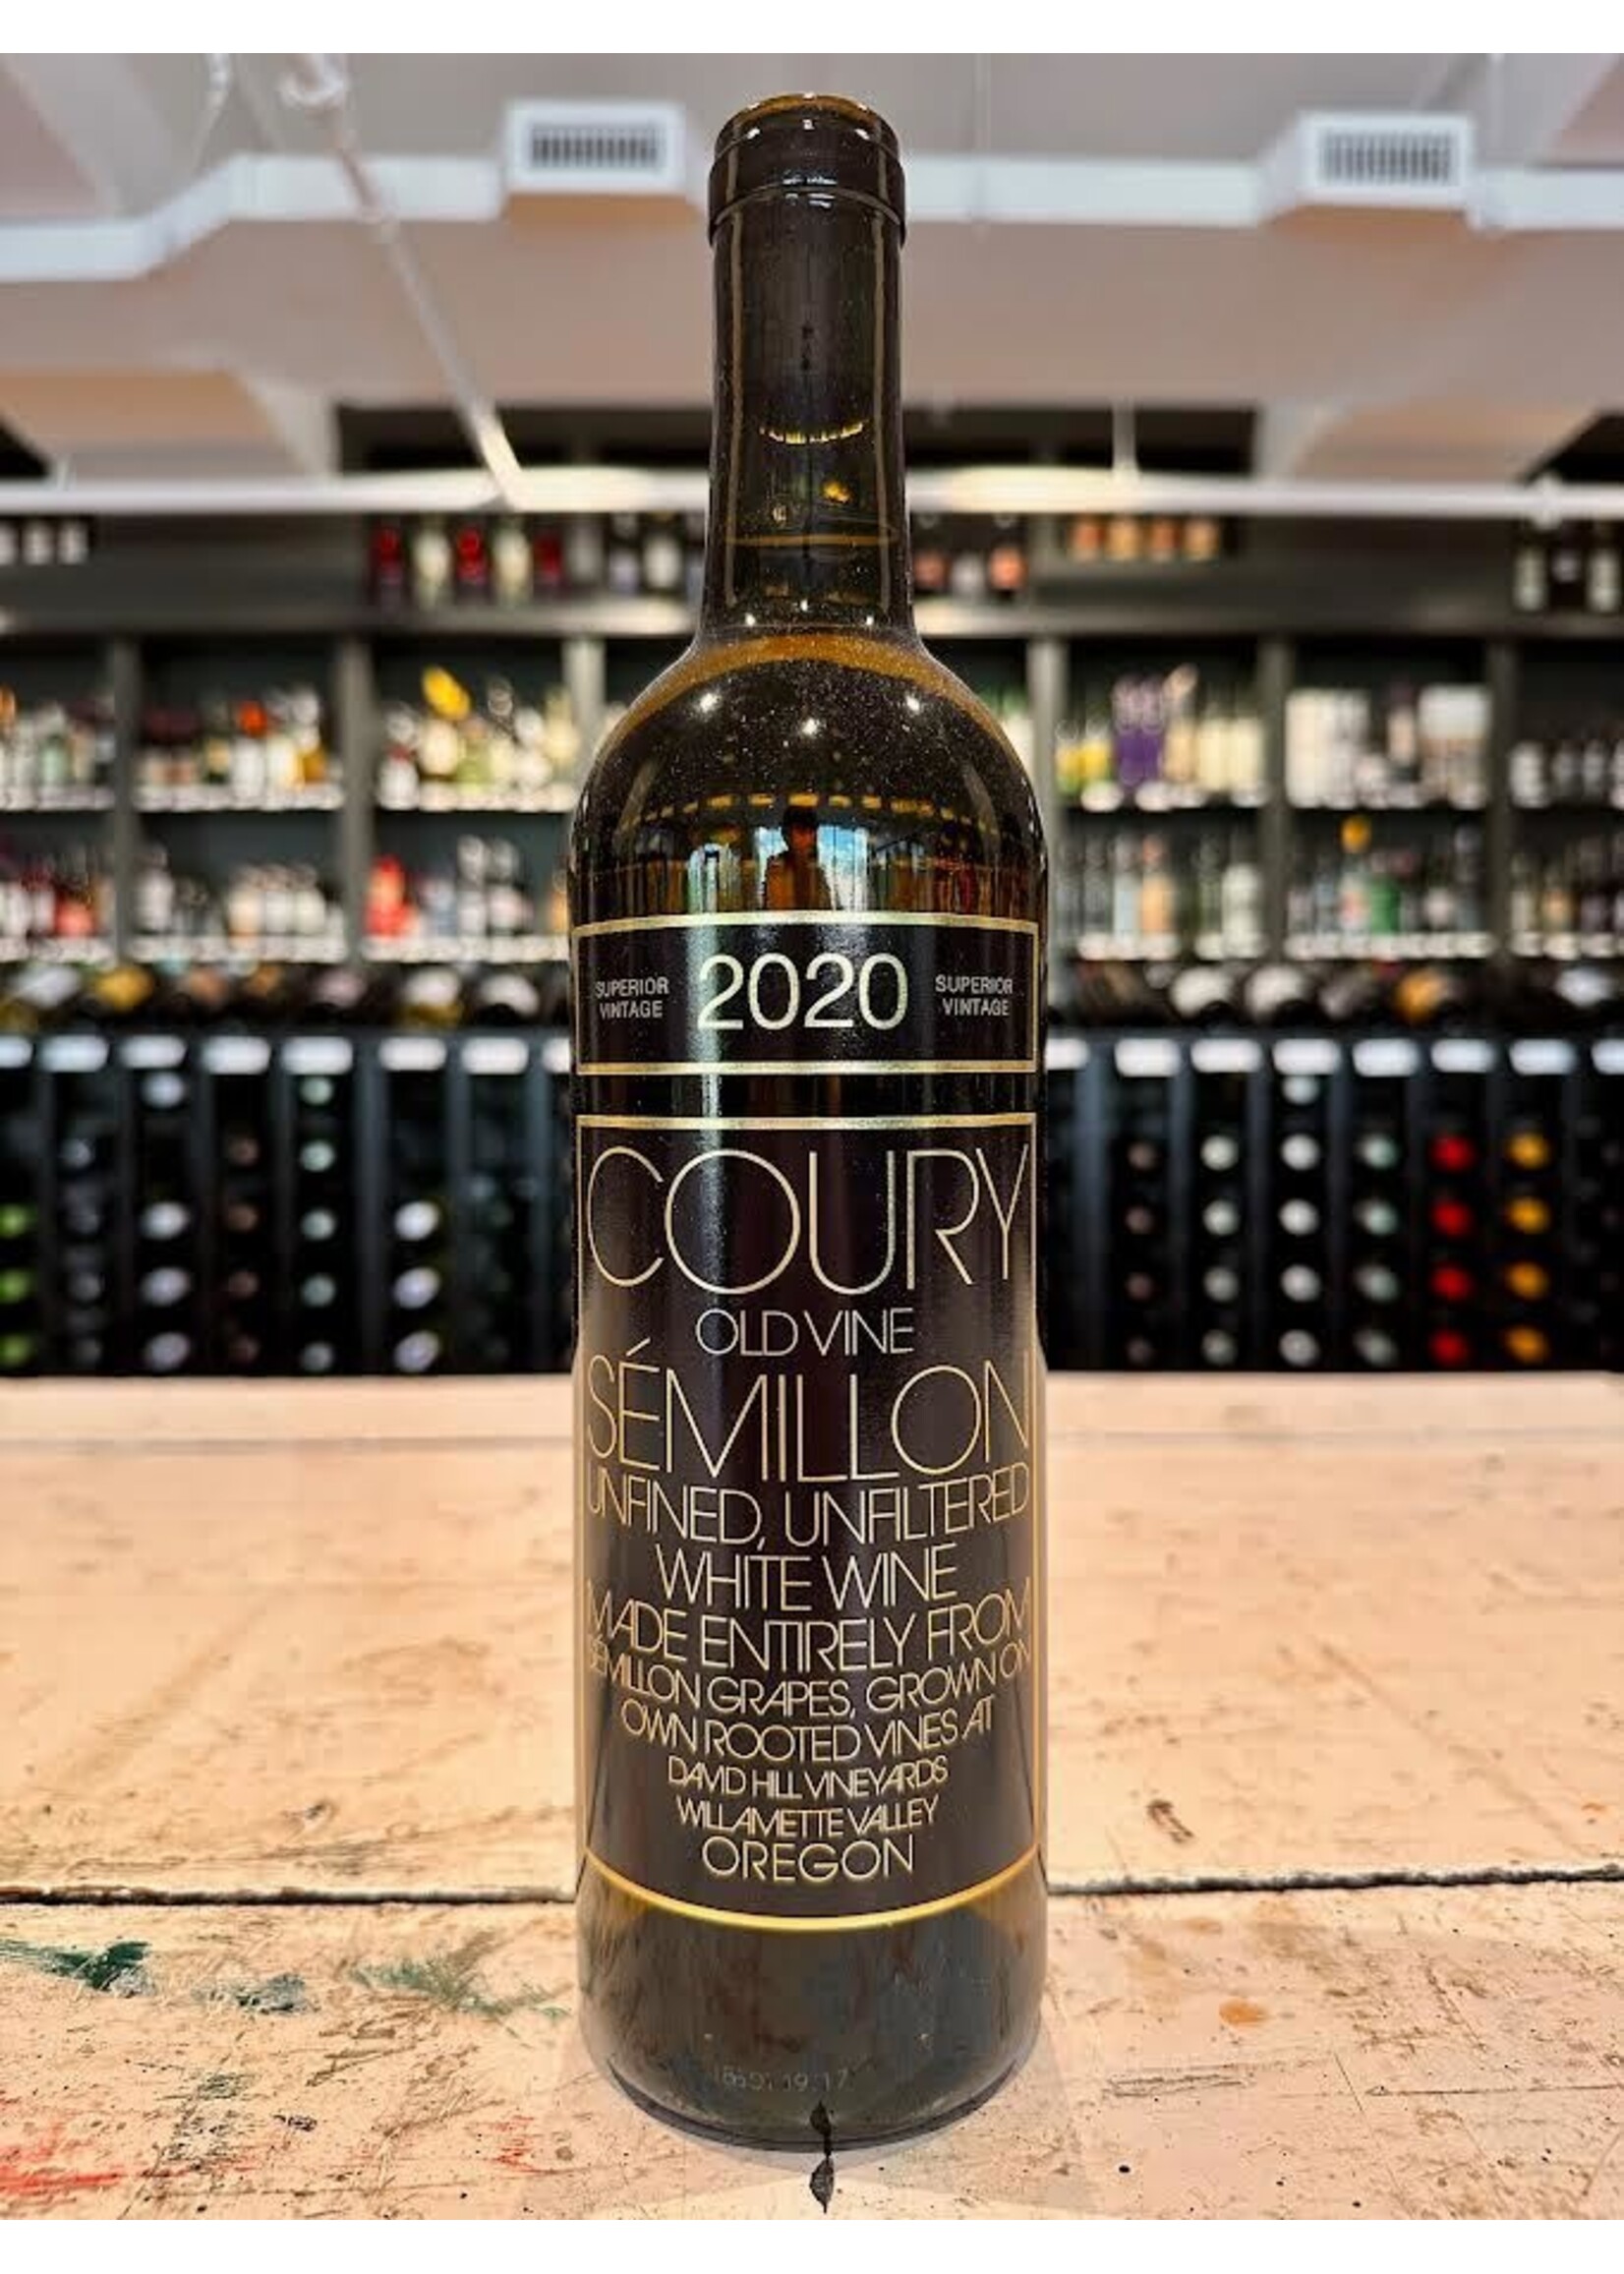 SUPERIOR VINTAGE 2020 SUPERIOR VINTAGE
COURY
OLD VINE
SÉMILLON
UNFINED, UNFILTERED
WHITE WINE
MADE ENTIRELY FROM
SÉMILLON GRAPES, GROWN ON
OWN ROOTED VINES AT
DAVID HILL VINEYARDS
WILLAMETTE VALLEY
OREGON